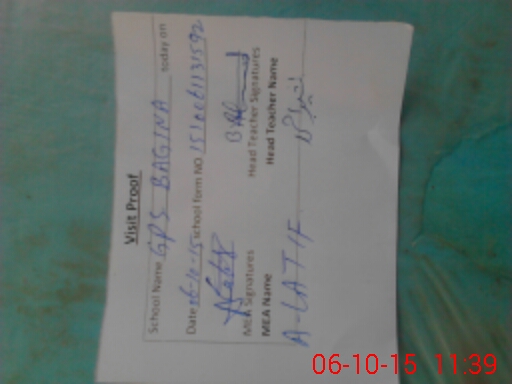 Visit Proof
School Name GPS BAGINA today on
Date 06-10-15 School form NO
MEA Signatures Head Teacher Signatures
MEA Name Head Teacher Name
A-LATIF
06-10-15 11:39